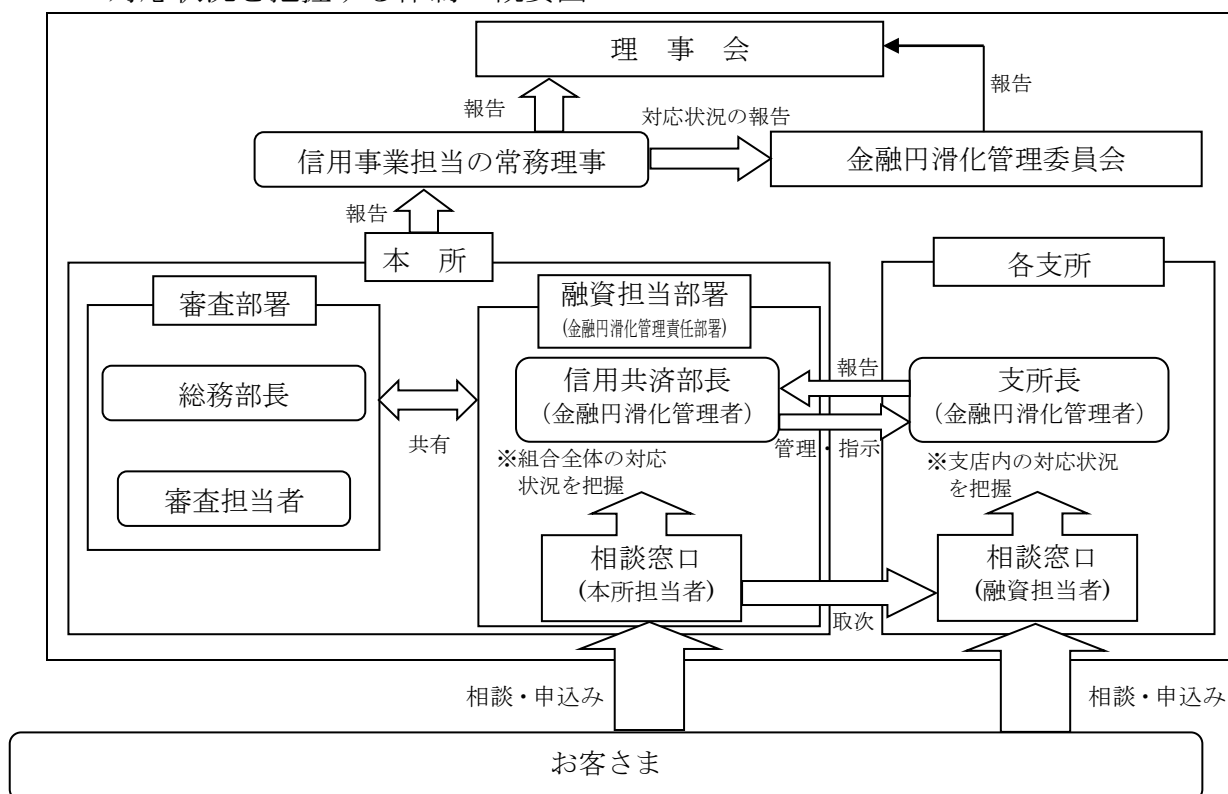 理 事 会
報告
報告
対応状況の報告
信用事業担当の常務理事
金融円滑化管理委員会
報告
本 所
各支所
審査部署
融資担当部署
(金融円滑化管理責任部署)
総務部長
審査担当者
共有
信用共済部長
（金融円滑化管理者）
※組合全体の対応
状況を把握
報告
管理・指示
支所長
（金融円滑化管理者）
※支店内の対応状況
を把握
相談窓口
(本所担当者)
取次
相談窓口
(融資担当者)
相談・申込み
相談・申込み
お客さま